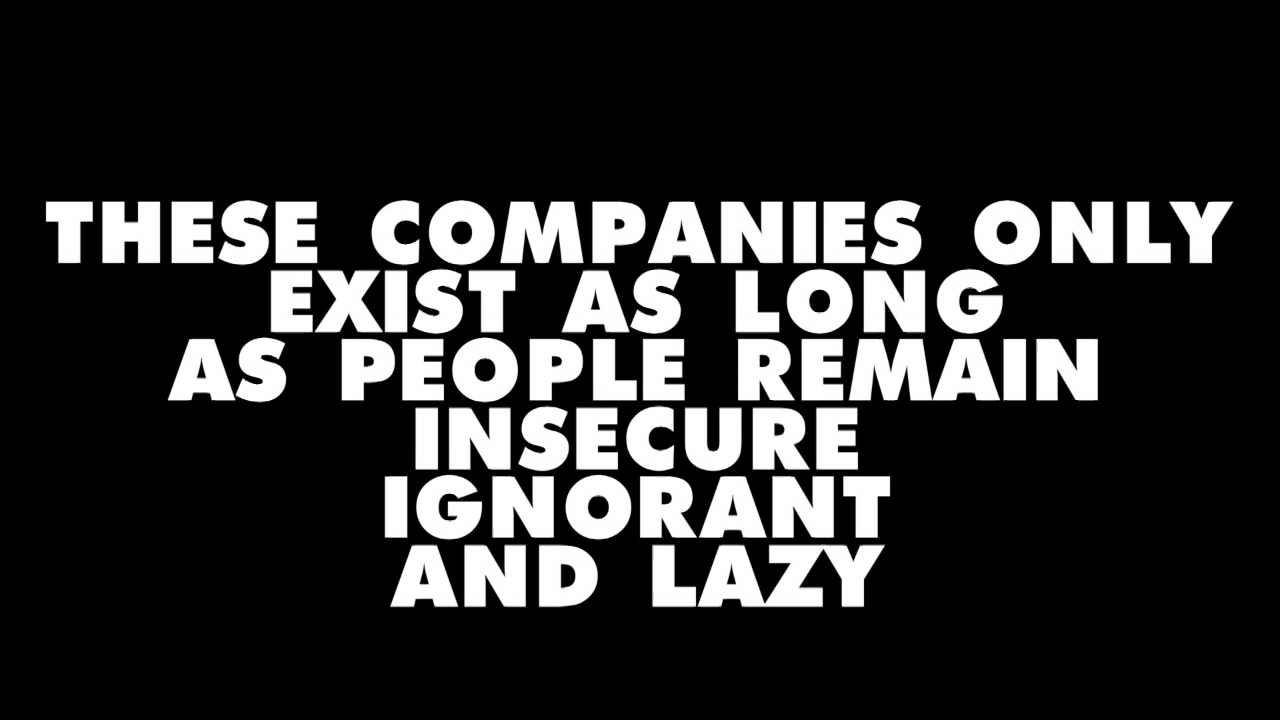 THESE COMPANIES ONLY
EXIST AS LONG
AS PEOPLE REMAIN
INSECURE
IGNORANT
AND LAZY